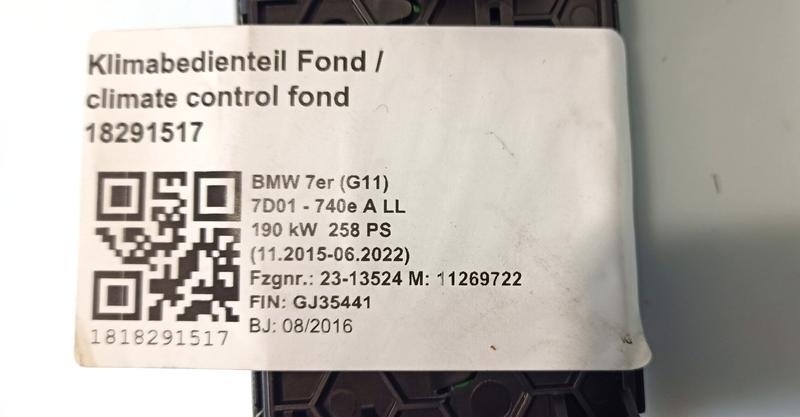 Klimabedienteil Fond /
climate control fond
18291517
BMW 7er (G11)
7D01 - 740e A LL
190 kW 258 PS
(11.2015-06.2022)
Fzgnr.: 23-13524 M: 11269722
FIN: GJ35441
BJ: 08/2016
1818291517